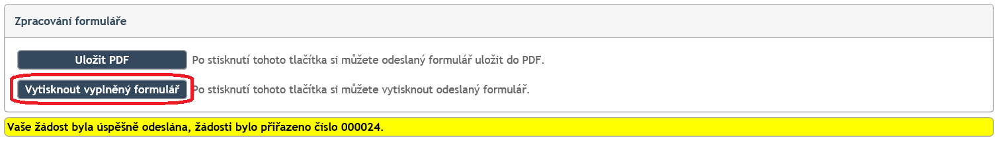 Zpracování formuláře
Uložit PDF Po stisknutí tohoto tlačítka si můžete odeslaný formulář uložit do PDF.
Vytisknout vyplněný formulář Po stisknutí tohoto tlačítka si můžete vytisknout odeslaný formulář.
Vaše žádost byla úspěšně odeslána, žádosti bylo přiřazeno číslo 000024.